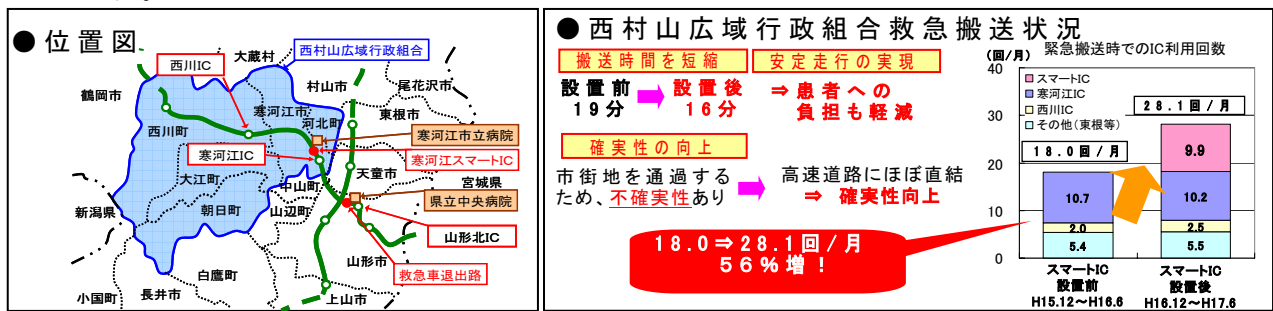 ● 位置図
西村山広域行政組合
大蔵村
西川IC
村山市
尾花沢市
鶴岡市
寒河江市
河北町
東根市
西川町
寒河江市立病院
寒河江IC
寒河江スマートIC
天童市
大江町
中山町
宮城県
県立中央病院
新潟県
朝日町
山辺町
山形北IC
山形市
白鷹町
救急車退出路
長井市
小国町
上山市
● 西村山広域行政組合救急搬送状況
搬送時間を短縮
設置前
19分
設置後
16分
安定走行の実現
⇒ 患者への
負担も軽減
確実性の向上
市街地を通過する
ため、不確実性あり
高速道路にほぼ直結
⇒ 確実性向上
18.0⇒28.1回/月
56%増!
緊急搬送時でのIC利用回数
(回/月)
40
30
20
10
0
スマートIC
寒河江IC
西川IC
その他(東根等)
28.1回/月
18.0回/月
9.9
10.7
10.2
2.0
2.5
5.4
5.5
スマートIC
設置前
H15.12~H16.6
スマートIC
設置後
H16.12~H17.6